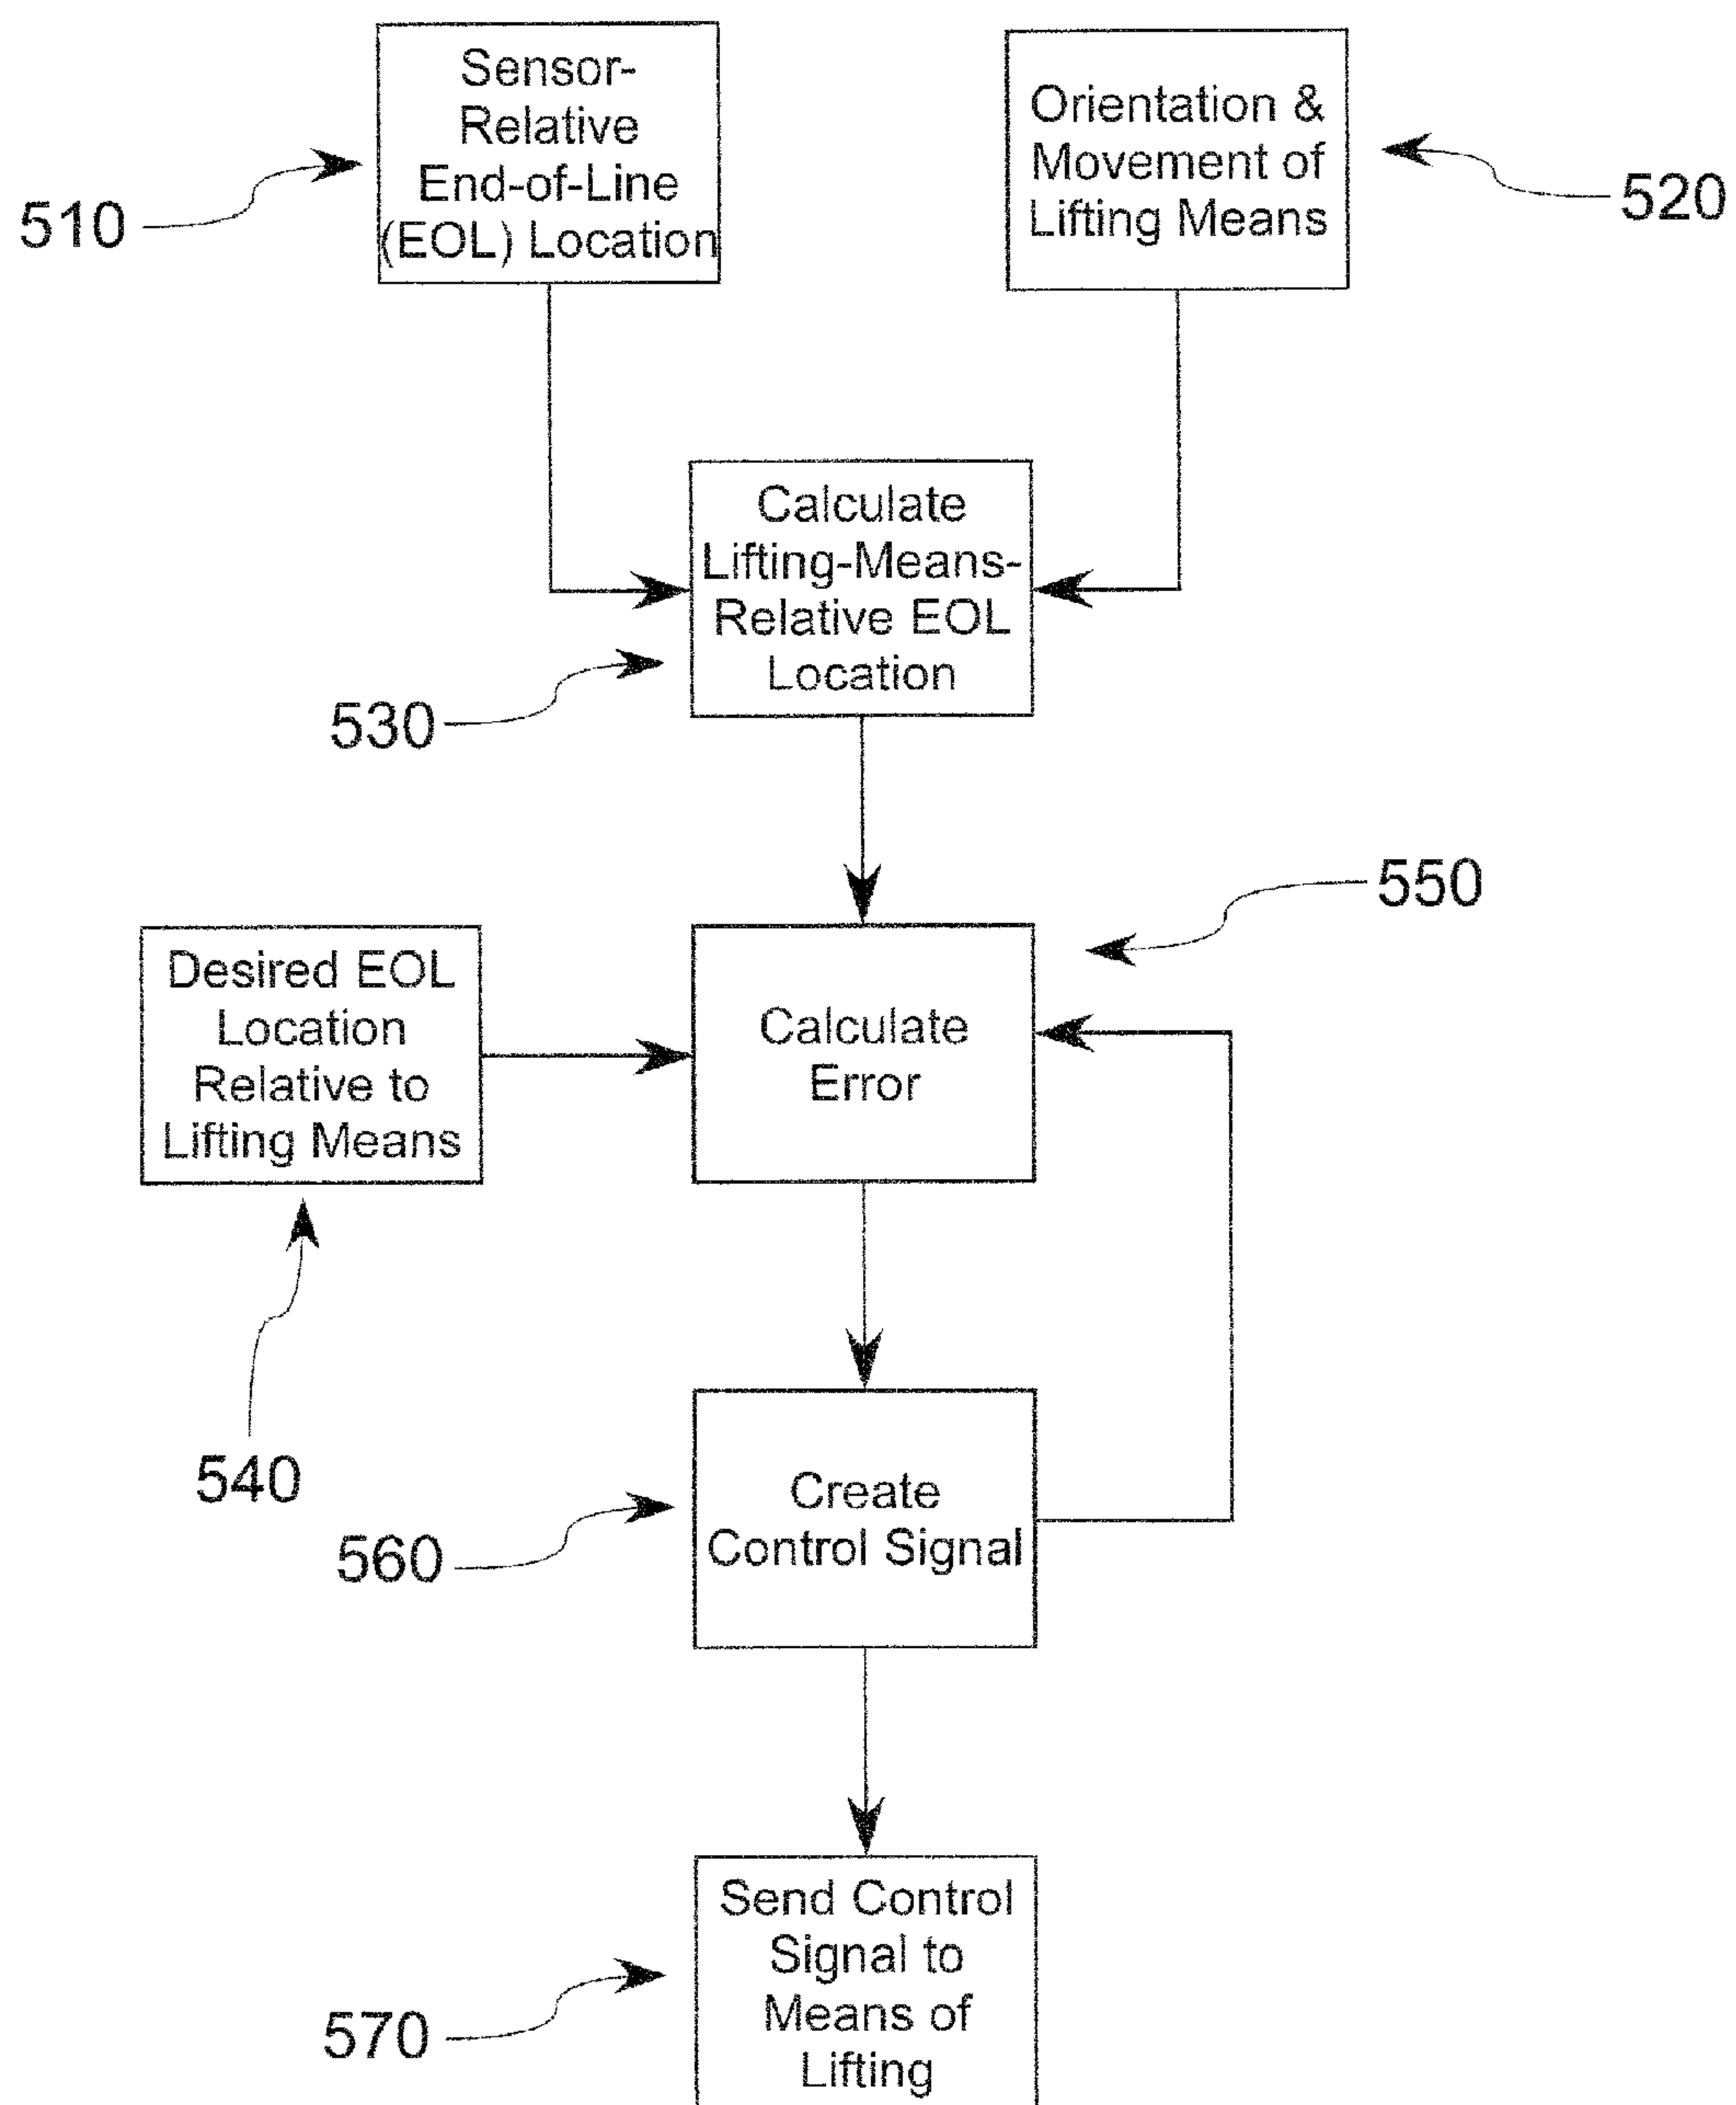 Sensor-
Relative
End-of-Line
(EOL) Location
510
Orientation &
Movement of
Lifting Means
520
Calculate
Lifting-Means-
Relative EOL
Location
530
550
Desired EOL
Location
Relative to
Lifting Means
540
Calculate
Error
Create
Control Signal
560
Send Control
Signal to
Means of
Lifting
570